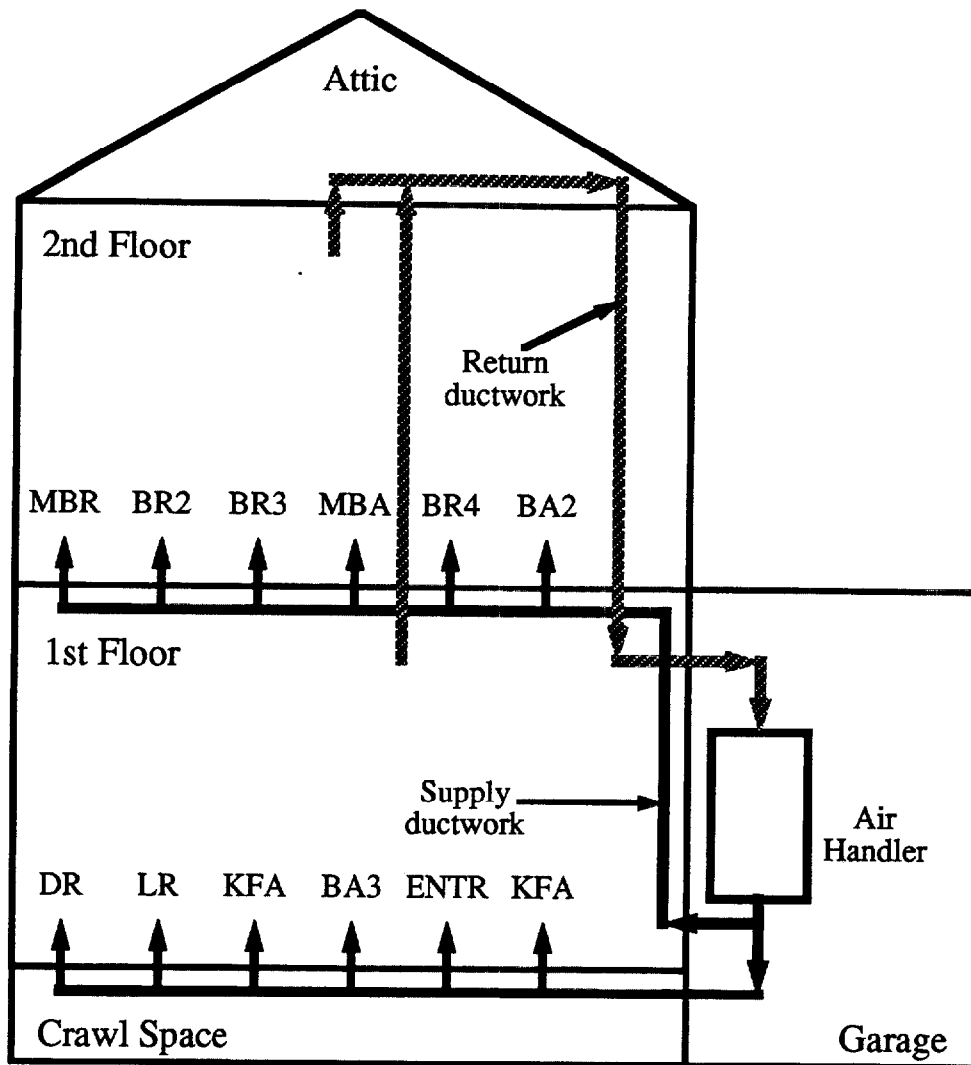 Attic
2nd Floor
Return
ductwork
MBR BR2 BR3 MBA BR4 BA2
1st Floor
Supply
ductwork
Air
Handler
DR LR KFA BA3 ENTR KFA
Crawl Space
Garage